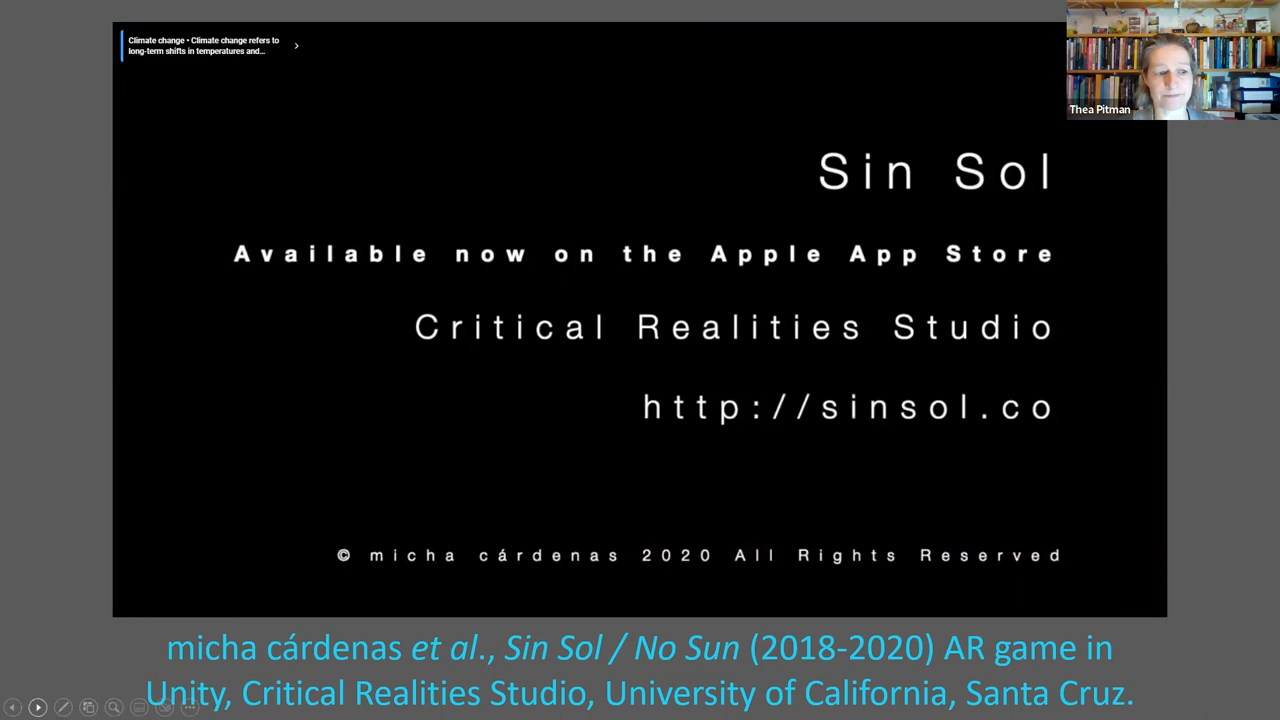 Climate change • Climate change refers to
long-term shifts in temperatures and...
Thea Pitman
Sin Sol
Available now on the Apple App Store
Critical Realities Studio
http://sinsol.co
© micha cárdenas 2020 All Rights Reserved
micha cárdenas et al., Sin Sol / No Sun (2018-2020) AR game in
Unity, Critical Realities Studio, University of California, Santa Cruz.